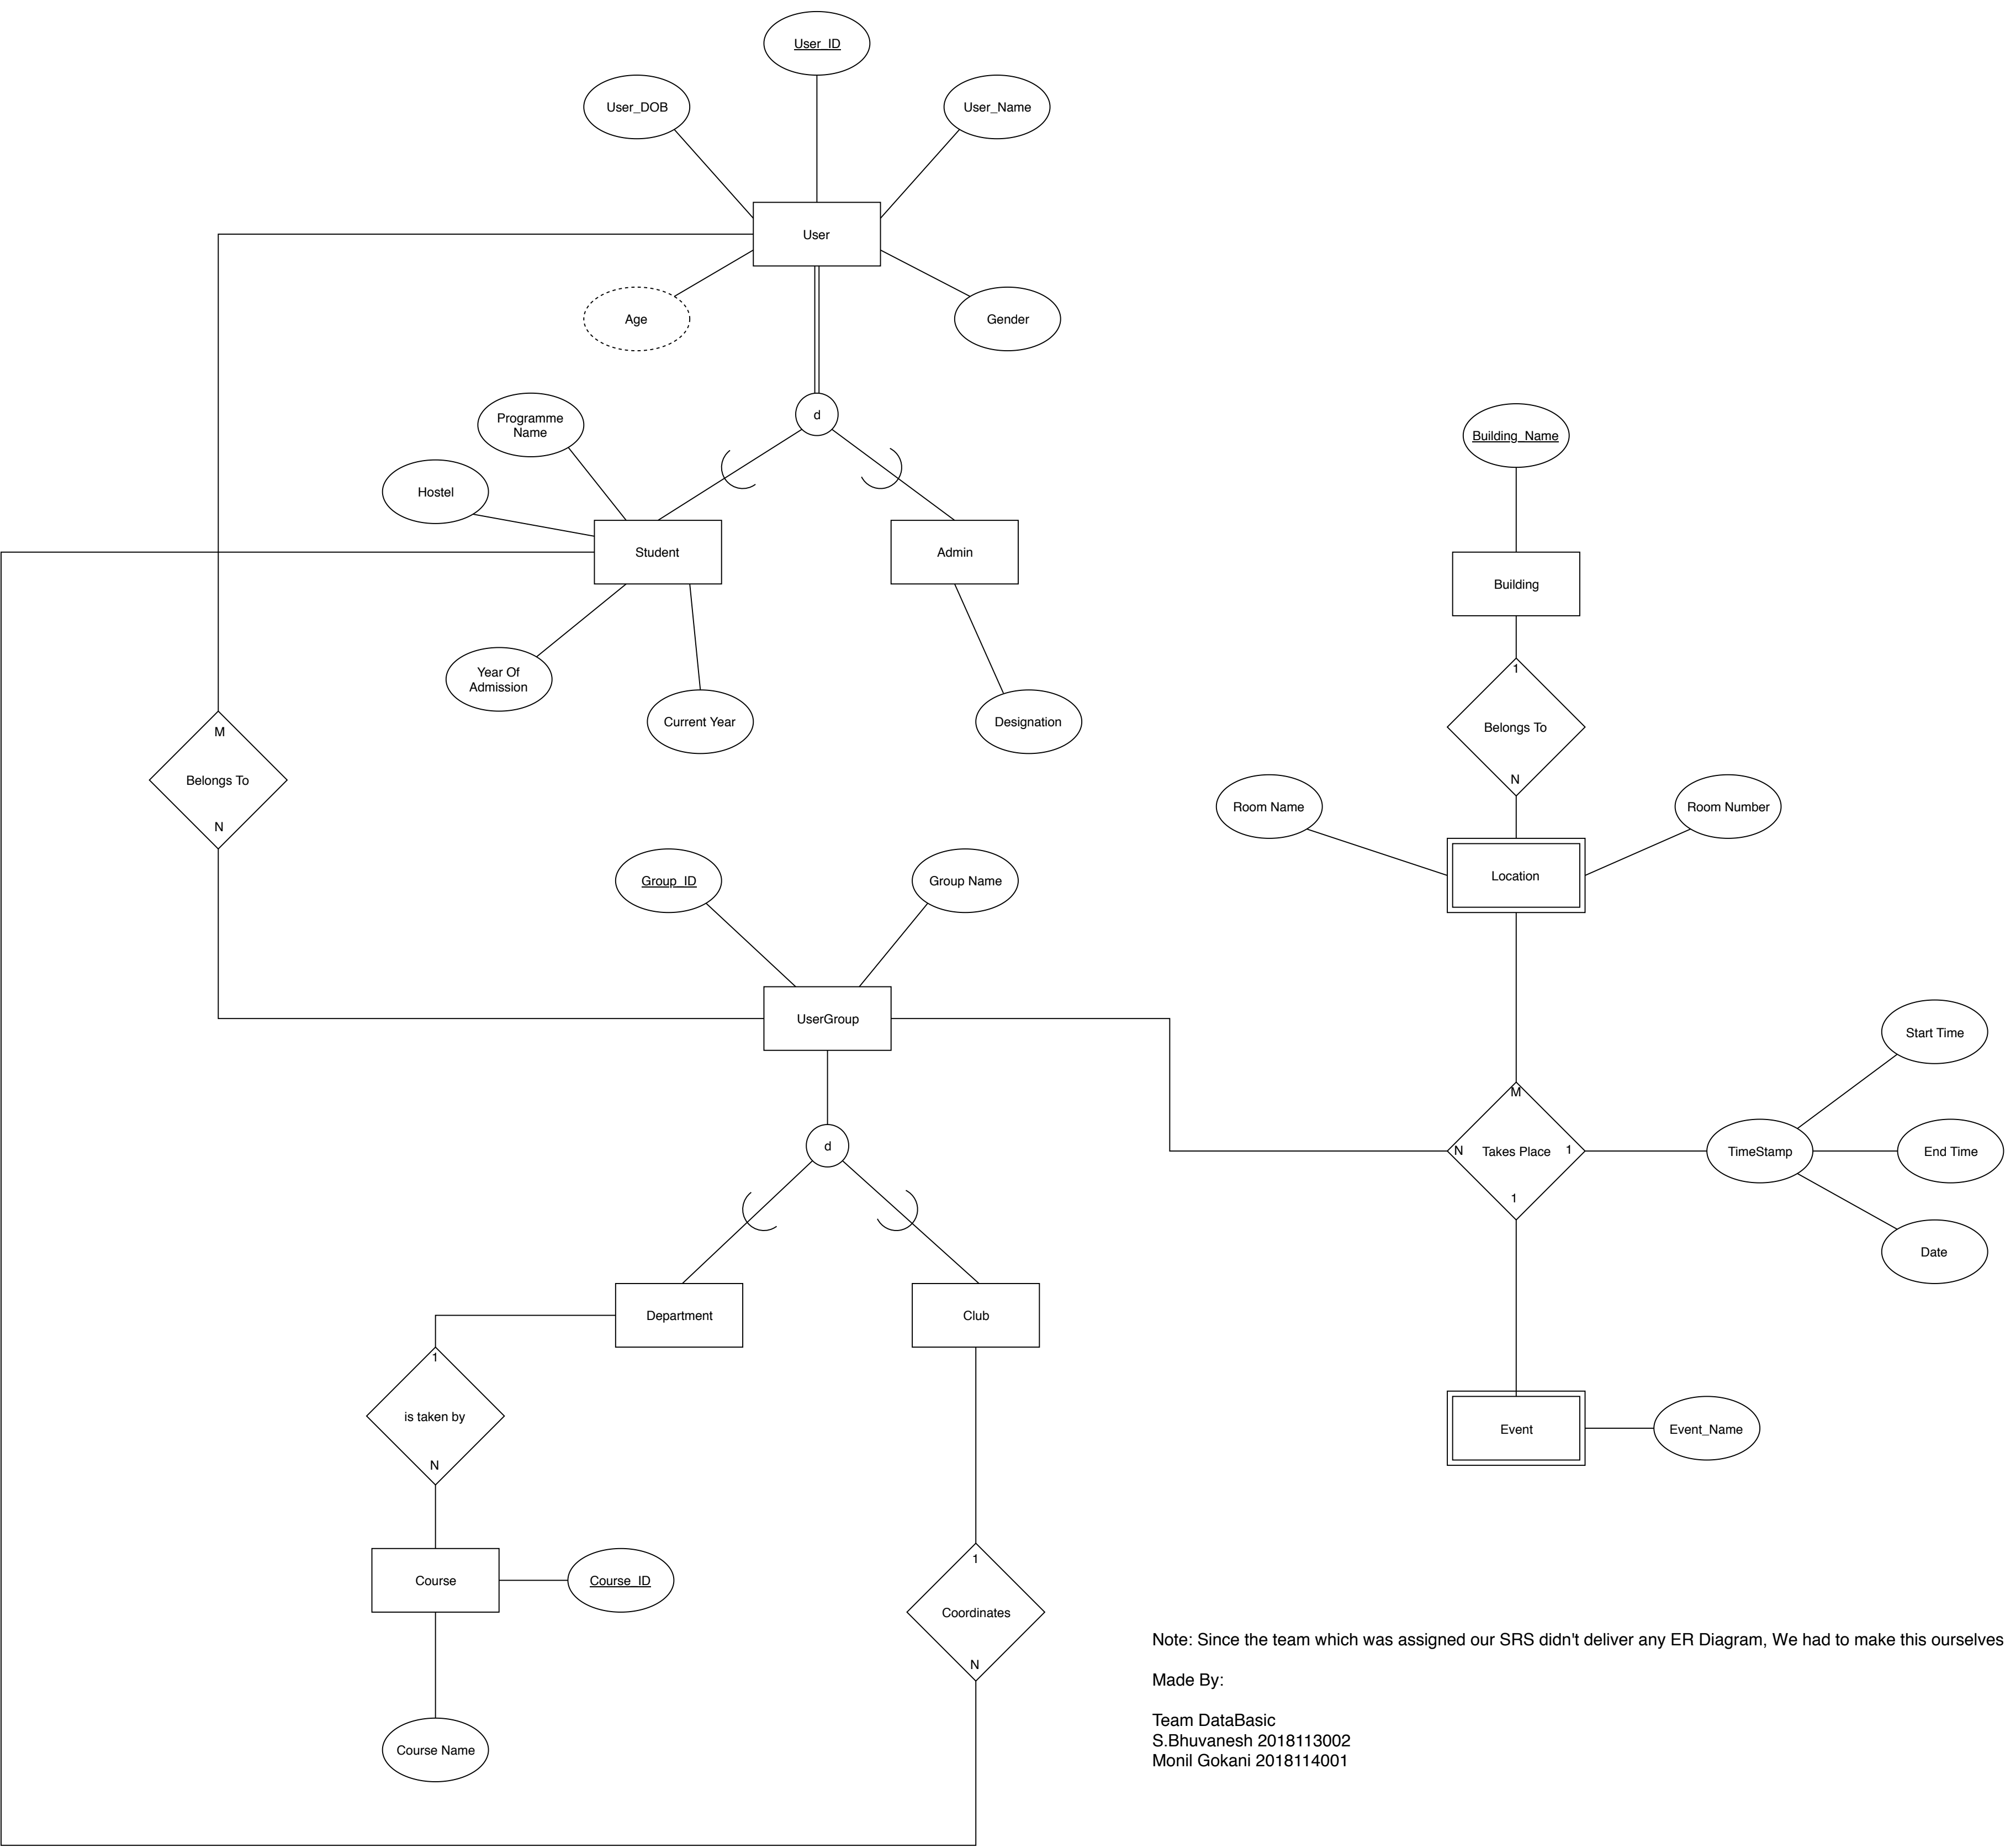 User_ID
User_DOB
User_Name
User
Age
Gender
d
Programme
Name
Hostel
Student
Admin
Year Of
Admission
Current Year
Designation
Building_Name
Building
1
Belongs To
N
Room Name
Room Number
Location
M
Belongs To
N
Group_ID
Group Name
UserGroup
d
Department
Club
M
N
Takes Place
1
1
TimeStamp
Start Time
End Time
Date
Event
Event_Name
1
is taken by
N
Course
Course_ID
Course Name
1
Coordinates
N
Note: Since the team which was assigned our SRS didn't deliver any ER Diagram, We had to make this ourselves
Made By:
Team DataBasic
S.Bhuvanesh 2018113002
Monil Gokani 2018114001